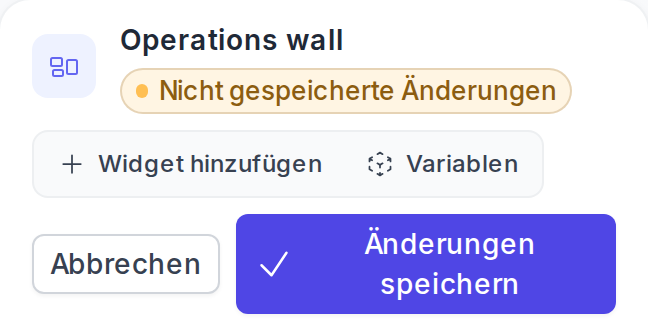 Operations wall
Nicht gespeicherte Änderungen
Widget hinzufügen
Variablen
Abbrechen
Änderungen
speichern